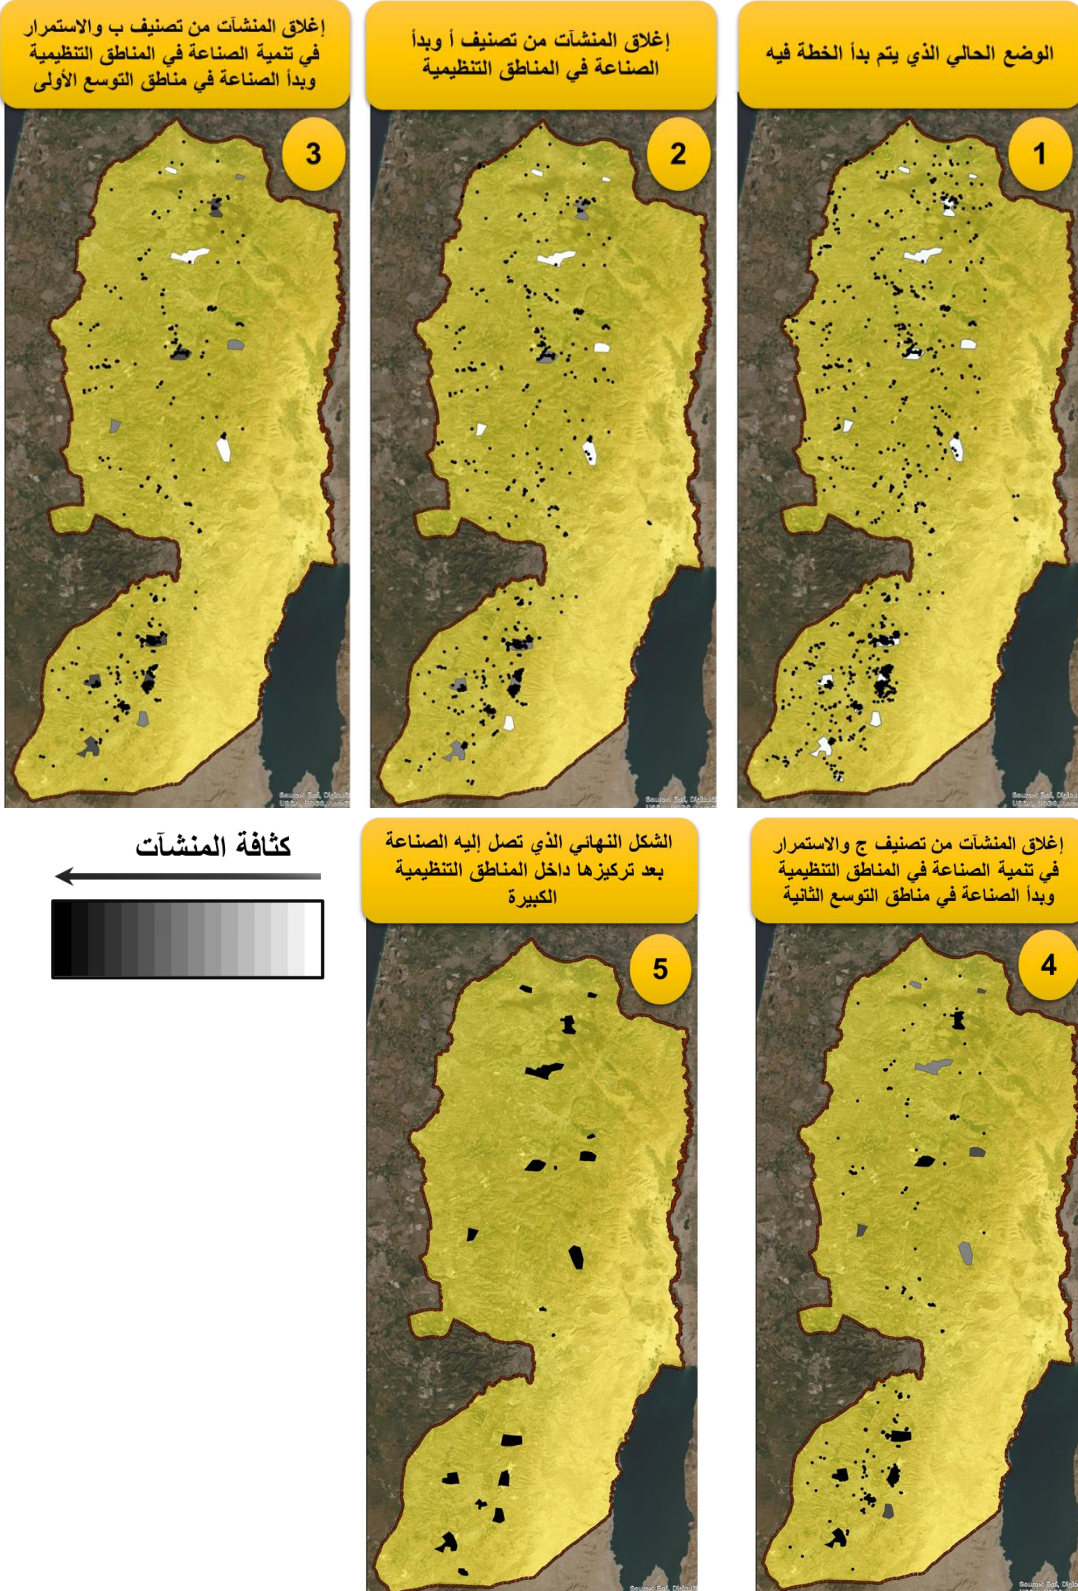 الوضع الحالي الذي يتم بدأ الخطة فيه
1
إغلاق المنشآت من تصنيف أ وبدأ
الصناعة في المناطق التنظيمية
2
إغلاق المنشآت من تصنيف ب والاستمرار
في تنمية الصناعة في المناطق التنظيمية
وبدأ الصناعة في مناطق التوسع الأولى
3
إغلاق المنشآت من تصنيف ج والاستمرار
في تنمية الصناعة في المناطق التنظيمية
وبدأ الصناعة في مناطق التوسع الثانية
4
الشكل النهائي الذي تصل إليه الصناعة
بعد تركيزها داخل المناطق التنظيمية
الكبيرة
5
كثافة المنشآت